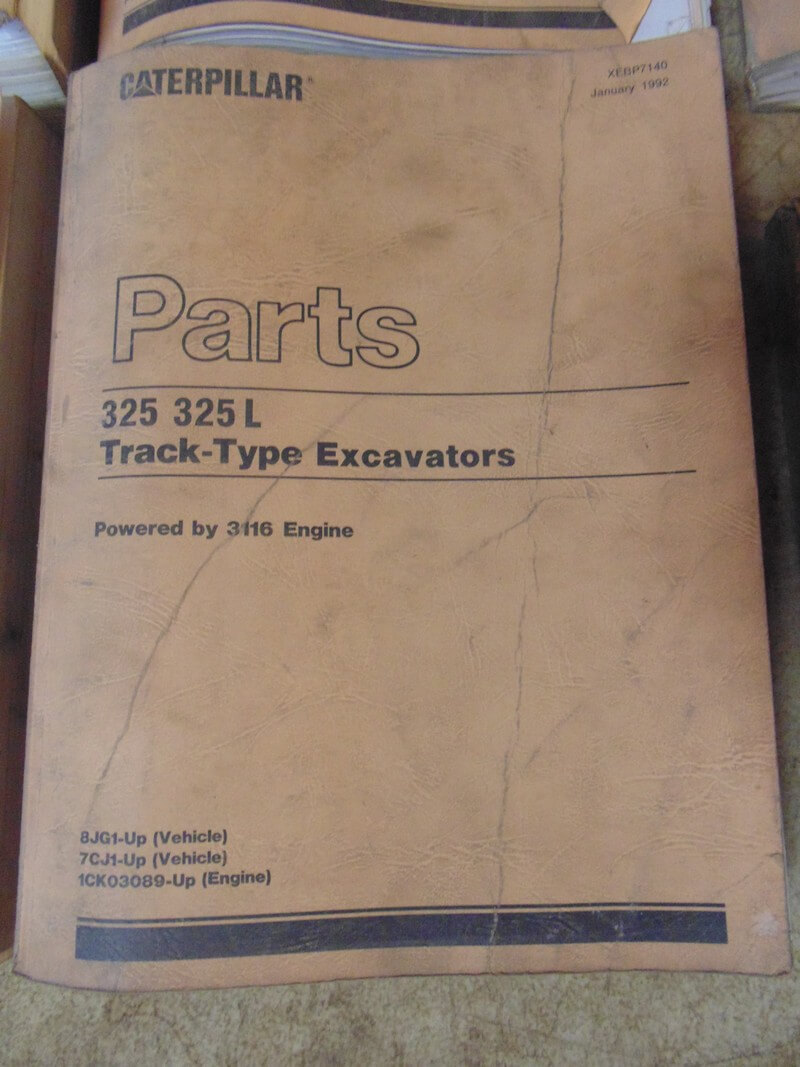 CATERPILLAR®
XEBP7140
January 1992
Parts
325 325 L
Track-Type Excavators
Powered by 3116 Engine
8JG1-Up (Vehicle)
7CJ1-Up (Vehicle)
1CK03089-Up (Engine)